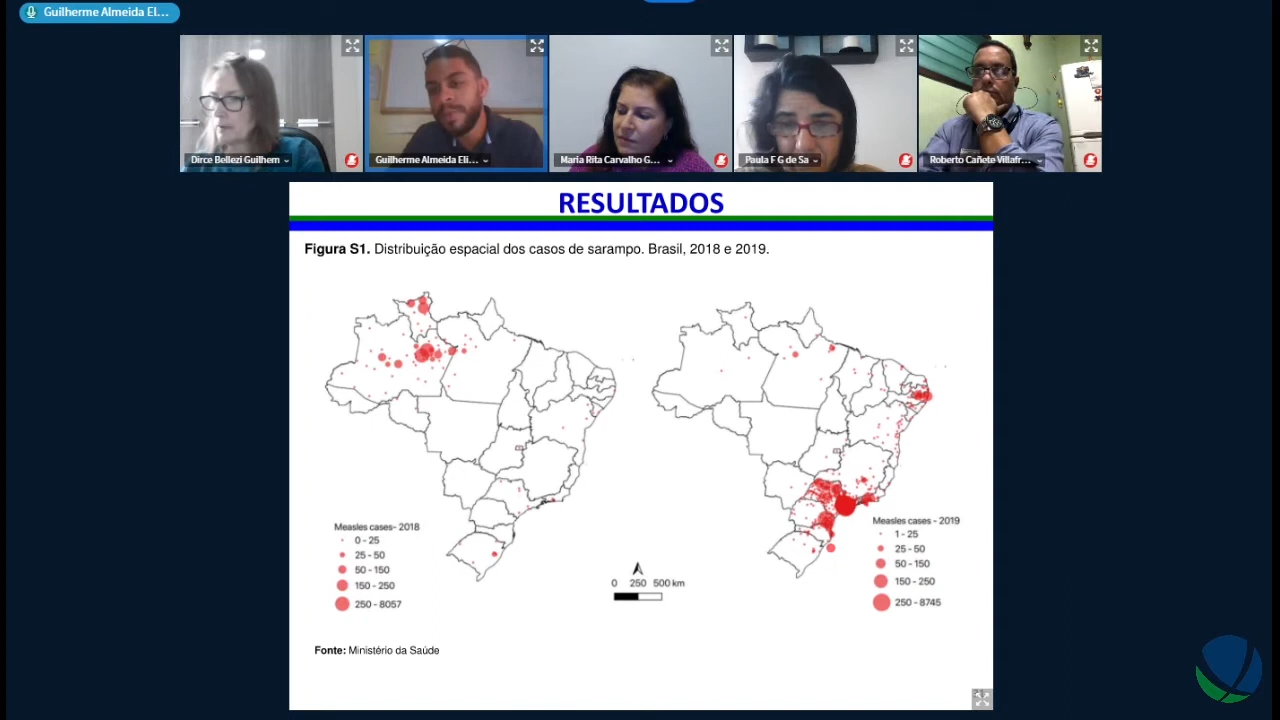 Guilherme Almeida El...
Dirce Bellezi Guilhem
Guilherme Almeida Eli...
Maria Rita Carvalho G...
Paula F G de Sa
Roberto Cañete Villafr...
RESULTADOS
Figura S1. Distribuição espacial dos casos de sarampo. Brasil, 2018 e 2019.
Measles cases- 2018
0 - 25
25 - 50
50 - 150
150 - 250
250 - 8057
0 250 500 km
Measles cases - 2019
1 - 25
25 - 50
50 - 150
150 - 250
250 - 8745
Fonte: Ministério da Saúde